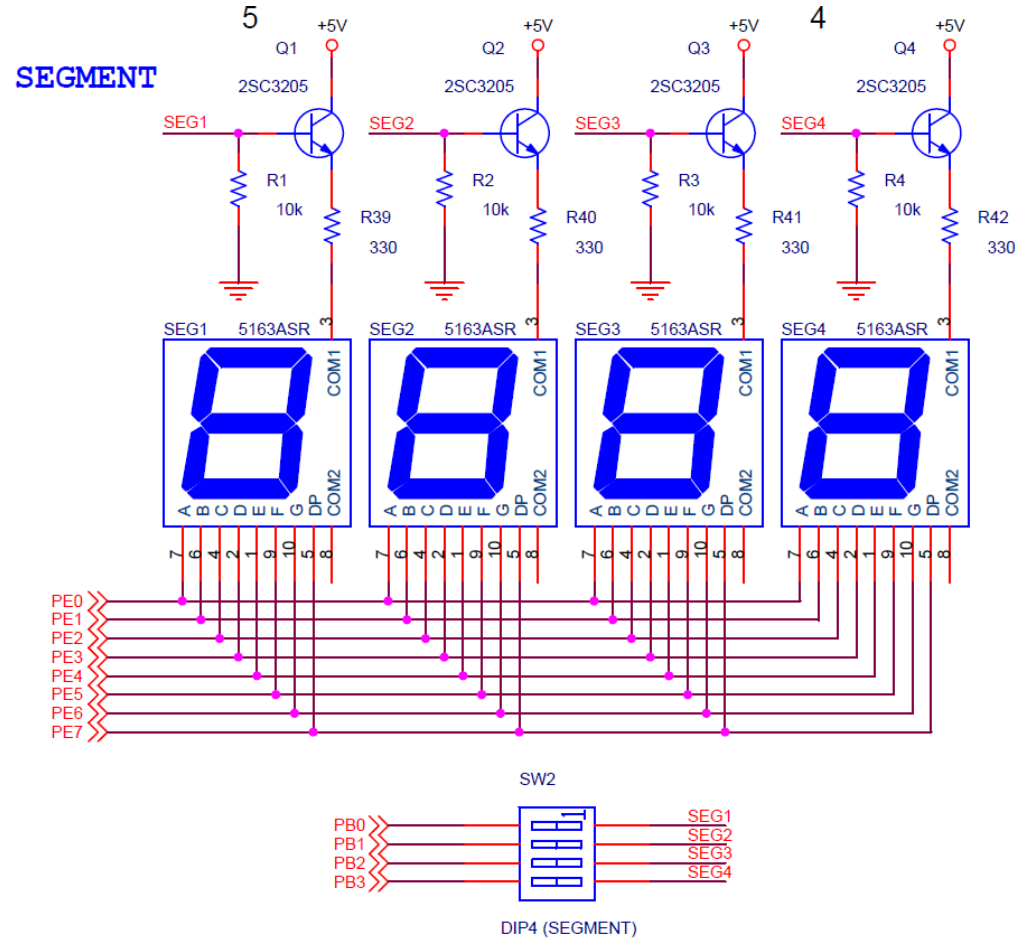 5 4
+5V +5V +5V +5V
Q1 Q2 Q3 Q4
SEGMENT
2SC3205 2SC3205 2SC3205 2SC3205
SEG1 SEG2 SEG3 SEG4
R1 R2 R3 R4
10k 10k 10k 10k
R39 R40 R41 R42
330 330 330 330
3 3 3 3
SEG1 5163ASR SEG2 5163ASR SEG3 5163ASR SEG4 5163ASR
COM1 COM1 COM1 COM1
A B C D E F G DP COM2 A B C D E F G DP COM2 A B C D E F G DP COM2 A B C D E F G DP COM2
7 6 4 2 1 9 10 5 8 7 6 4 2 1 9 10 5 8 7 6 4 2 1 9 10 5 8 7 6 4 2 1 9 10 5 8
PE0
PE1
PE2
PE3
PE4
PE5
PE6
PE7
SW2
1
PB0 SEG1
PB1 SEG2
PB2 SEG3
PB3 SEG4
DIP4 (SEGMENT)